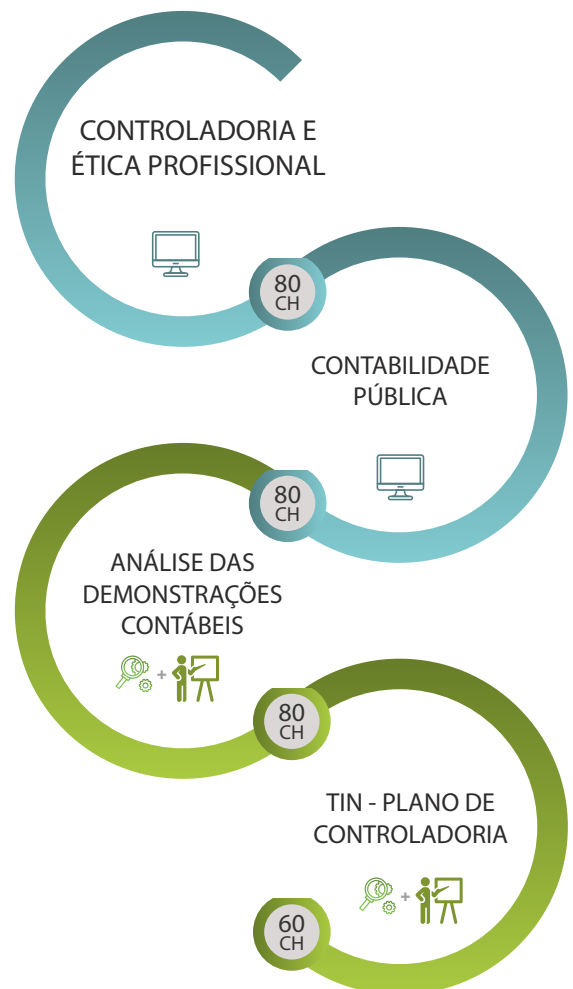 CONTROLADORIA E
ÉTICA PROFISSIONAL
80
CH
CONTABILIDADE
PÚBLICA
80
CH
ANÁLISE DAS
DEMONSTRAÇÕES
CONTÁBEIS
+
80
CH
TIN - PLANO DE
CONTROLADORIA
+
60
CH